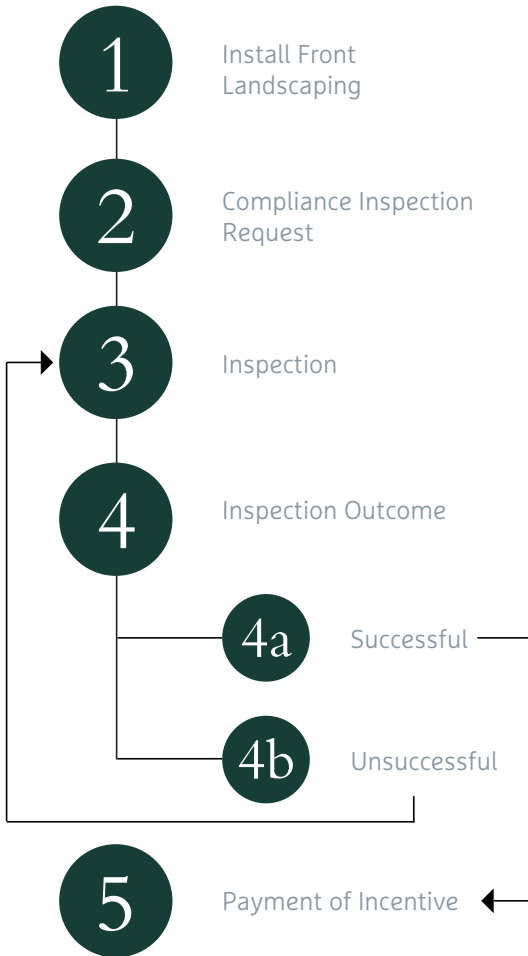 1
Install Front
Landscaping
2
Compliance Inspection
Request
3
Inspection
4
Inspection Outcome
4a
Successful
4b
Unsuccessful
5
Payment of Incentive